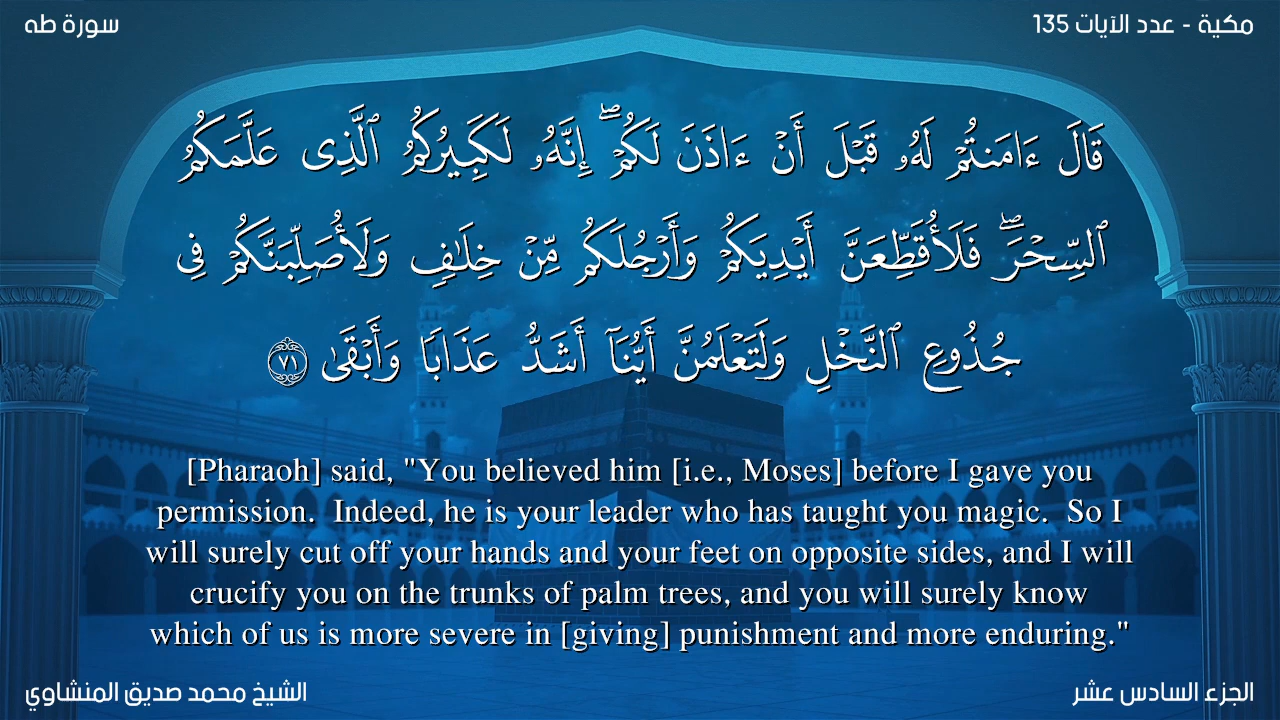 سورة طه
مكية - عدد الآيات 135
قَالَ ءَامَنتُمْ لَهُۥ قَبْلَ أَنْ ءَاذَنَ لَكُمْ ۖ إِنَّهُۥ لَكَبِيرُكُمُ ٱلَّذِى عَلَّمَكُمُ
ٱلسِّحْرَ ۖ فَلَأُقَطِّعَنَّ أَيْدِيَكُمْ وَأَرْجُلَكُم مِّنْ خِلَـٰفٍ وَلَأُصَلِّبَنَّكُمْ فِى
جُذُوعِ ٱلنَّخْلِ وَلَتَعْلَمُنَّ أَيُّنَآ أَشَدُّ عَذَابًا وَأَبْقَىٰ ٧١
[Pharaoh] said, "You believed him [i.e., Moses] before I gave you
permission.  Indeed, he is your leader who has taught you magic.  So I
will surely cut off your hands and your feet on opposite sides, and I will
crucify you on the trunks of palm trees, and you will surely know
which of us is more severe in [giving] punishment and more enduring."
الشيخ محمد صديق المنشاوي
الجزء السادس عشر